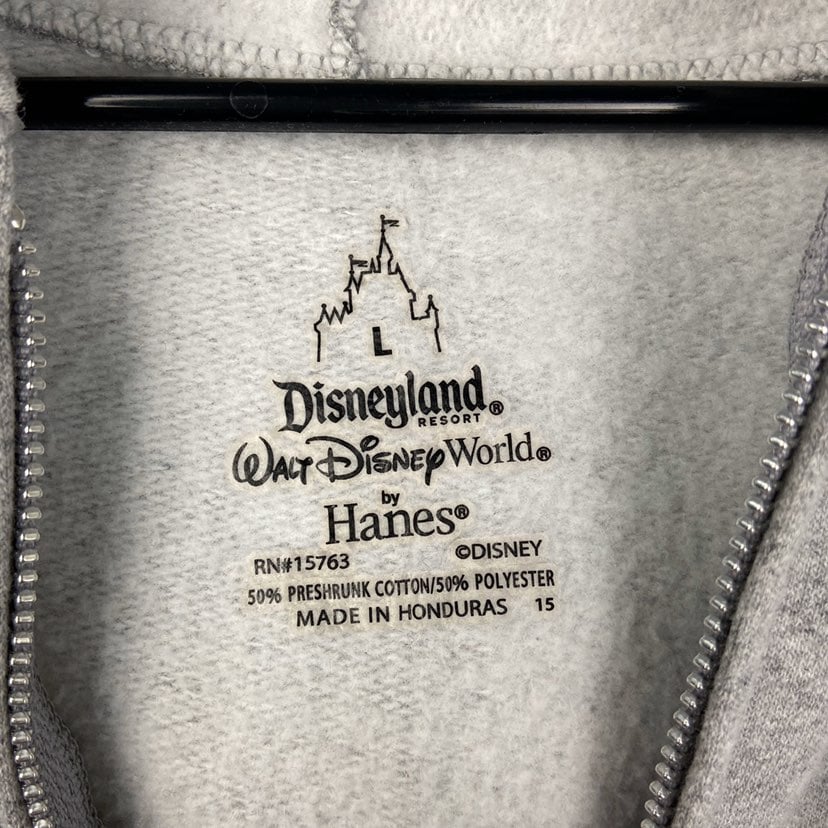 L
Disneyland®
RESORT
WALT DISNEY World®
by
Hanes®
RN#15763 ©DISNEY
50% PRESHRUNK COTTON/50% POLYESTER
MADE IN HONDURAS 15